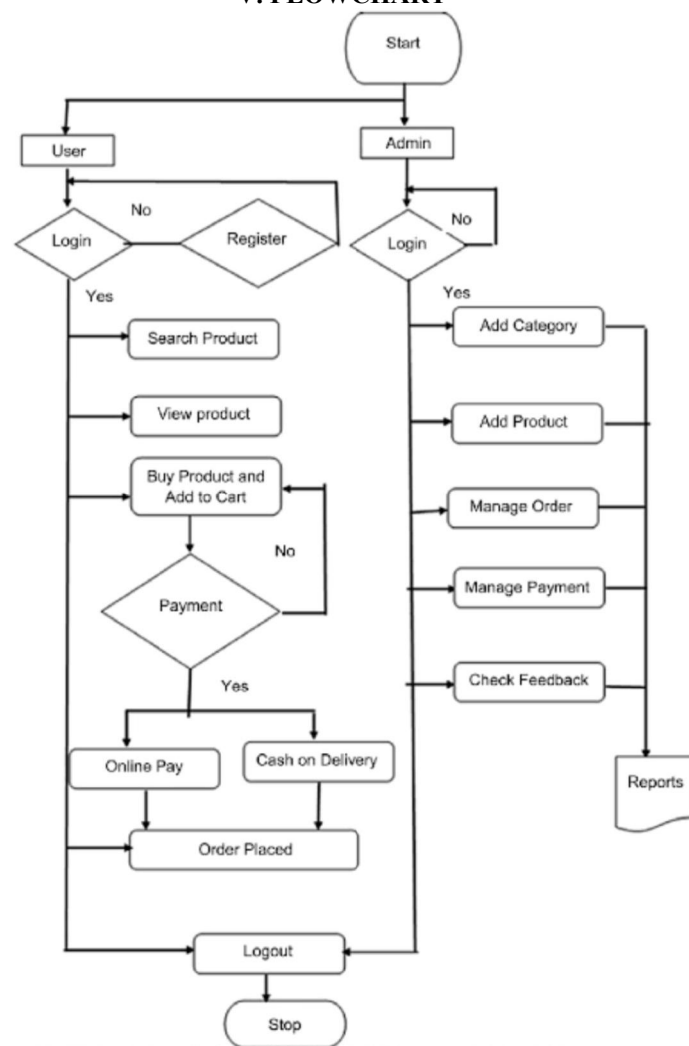 V. FLOWCHART
Start
User
Admin
Login
No
Register
Login
No
Yes
Yes
Search Product
Add Category
View product
Add Product
Buy Product and
Add to Cart
Manage Order
No
Payment
Manage Payment
Yes
Check Feedback
Online Pay
Cash on Delivery
Reports
Order Placed
Logout
Stop